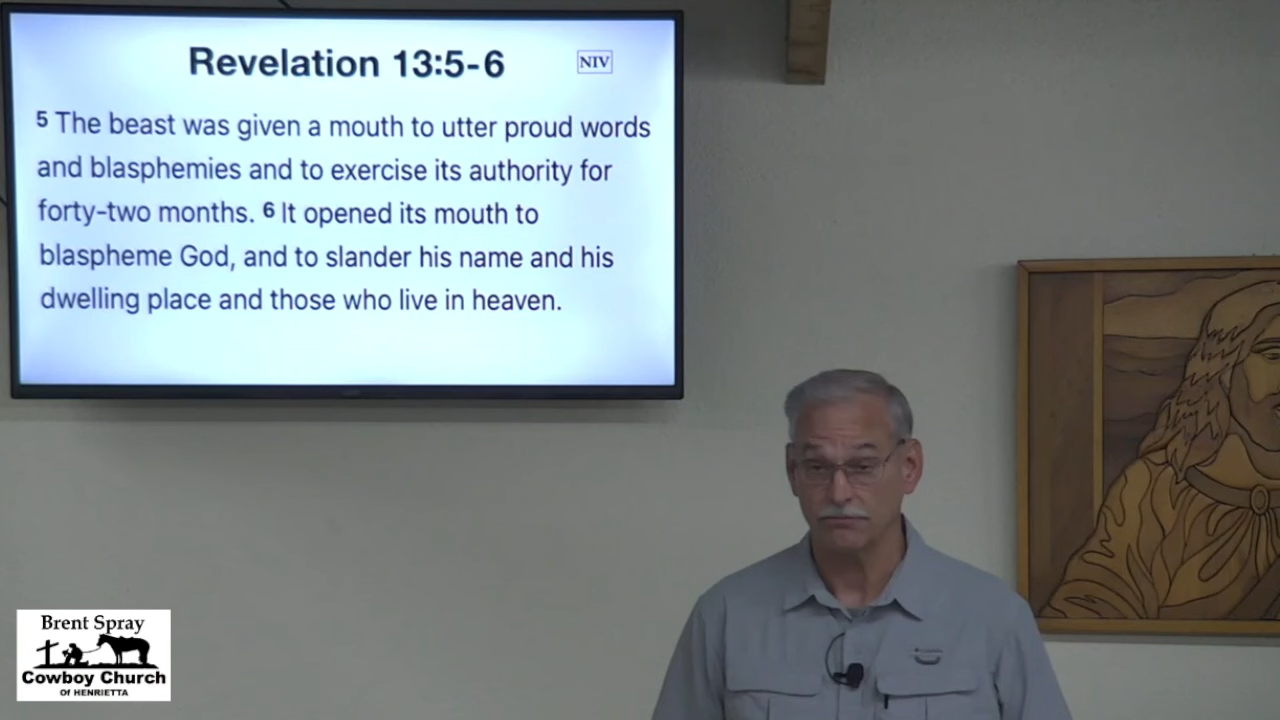 Revelation 13:5-6
NIV
5 The beast was given a mouth to utter proud words
and blasphemies and to exercise its authority for
forty-two months. 6 It opened its mouth to
blaspheme God, and to slander his name and his
dwelling place and those who live in heaven.
Brent Spray
Cowboy Church
OF HENRIETTA